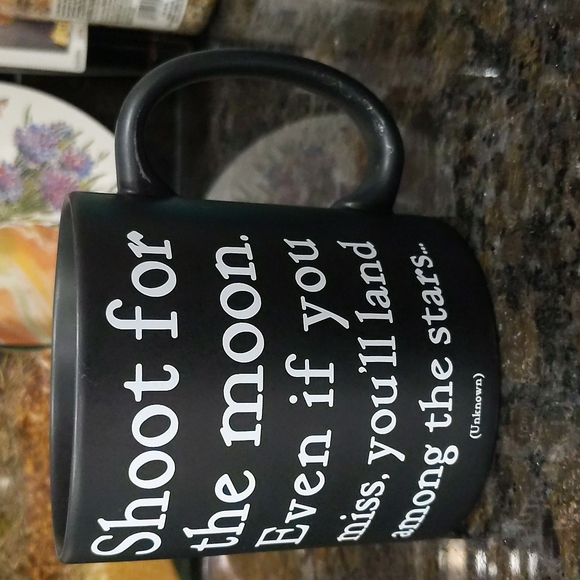 Shoot for
the moon.
Even if you
miss, you'll land
among the stars...
(Unknown)